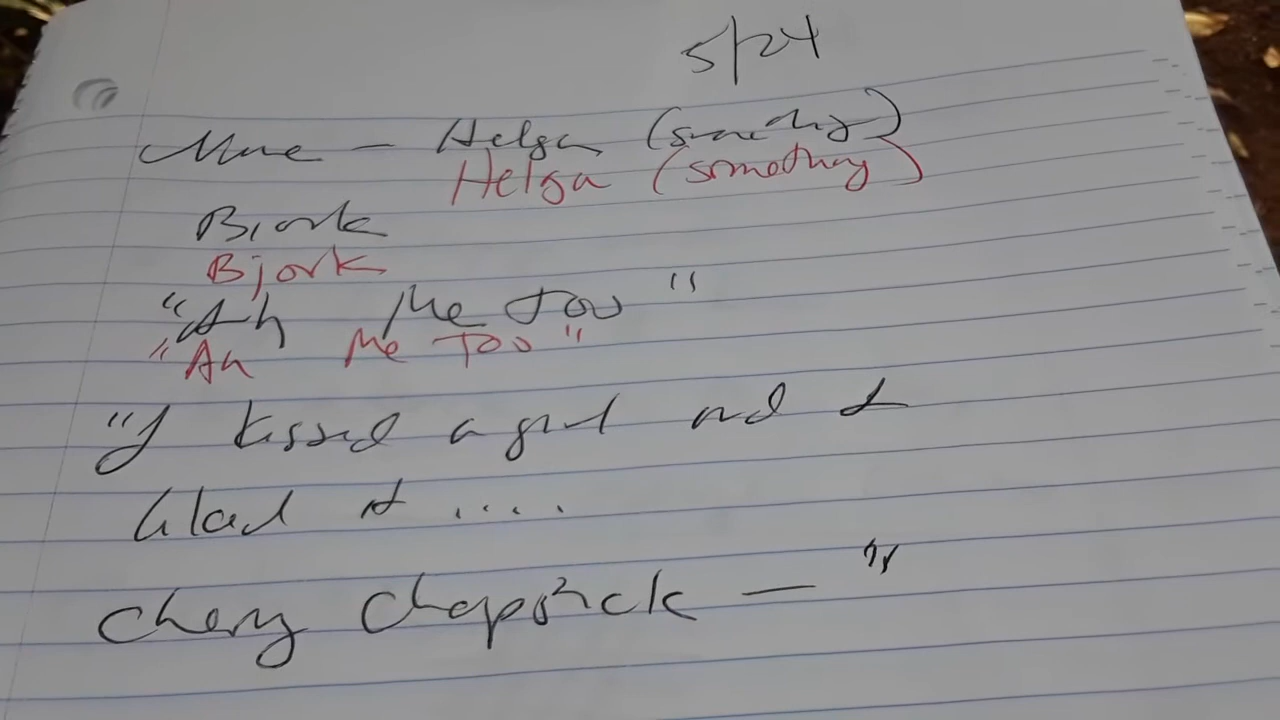 5/24
Mune — Helga (something)
Helga (something)
Bjork
Bjork
"Ah Me Too"
"Ah Me Too"
"I kissed a girl and I
liked it ....
Cherry Chapstick — "